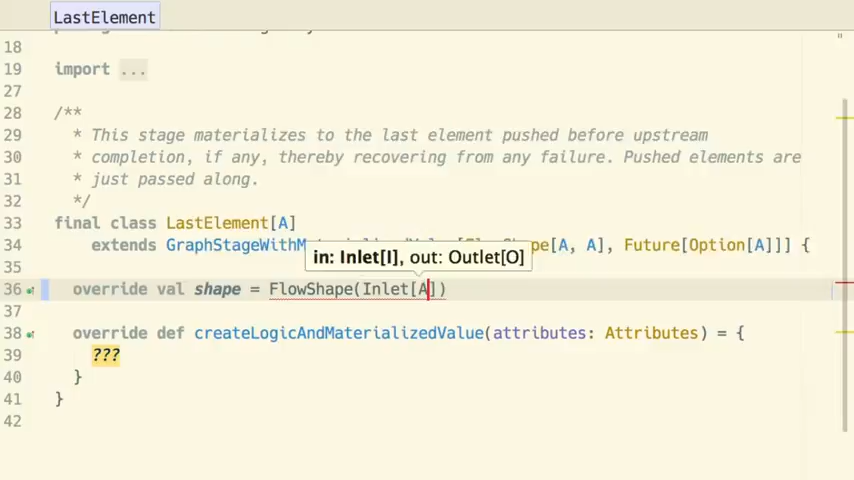 LastElement
18
19 import ...
27
28 /**
29 * This stage materializes to the last element pushed before upstream
30 * completion, if any, thereby recovering from any failure. Pushed elements are
31 * just passed along.
32 */
33 final class LastElement[A]
34 extends GraphStageWithM [A, A], Future[Option[A]]] {
in: Inlet[I], out: Outlet[O]
35
36 override val shape = FlowShape(Inlet[A])
37
38 override def createLogicAndMaterializedValue(attributes: Attributes) = {
39 ???
40 }
41 }
42